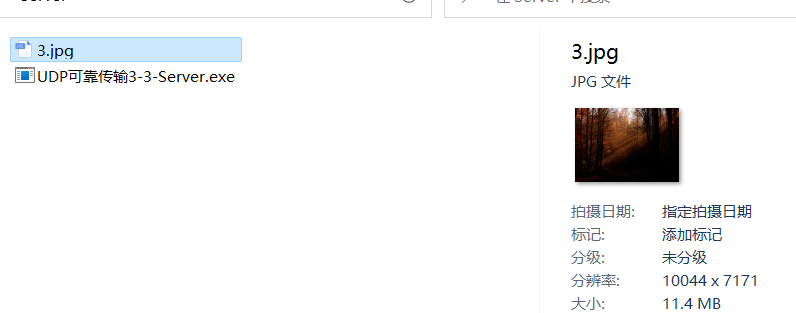 3.jpg
UDP可靠传输3-3-Server.exe
3.jpg
JPG 文件
拍摄日期: 指定拍摄日期
标记: 添加标记
分级: 未分级
分辨率: 10044 x 7171
大小: 11.4 MB